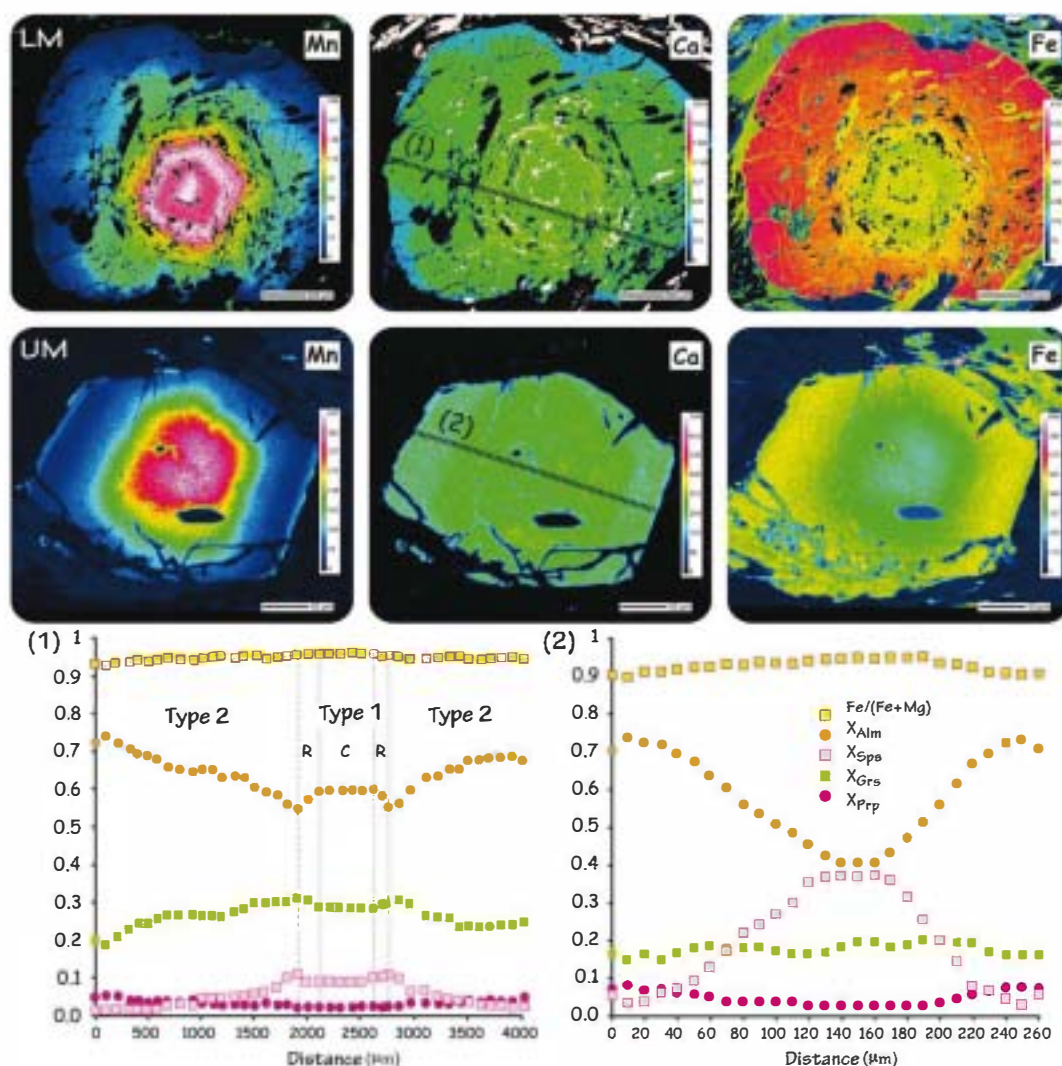 LM Mn Ca Fe
(1)
UM Mn Ca Fe
(2)
(1)
1
0.9
0.8
0.7
0.6
0.5
0.4
0.3
0.2
0.1
0.0
Type 2 Type 1 Type 2
R C R
0 500 1000 1500 2000 2500 3000 3500 4000
Distance (μm)
(2)
1
0.9
0.8
0.7
0.6
0.5
0.4
0.3
0.2
0.1
0.0
Fe/(Fe+Mg)
XAlm
XSps
XGrs
XPrp
0 20 40 60 80 100 120 140 160 180 200 220 240 260
Distance (μm)